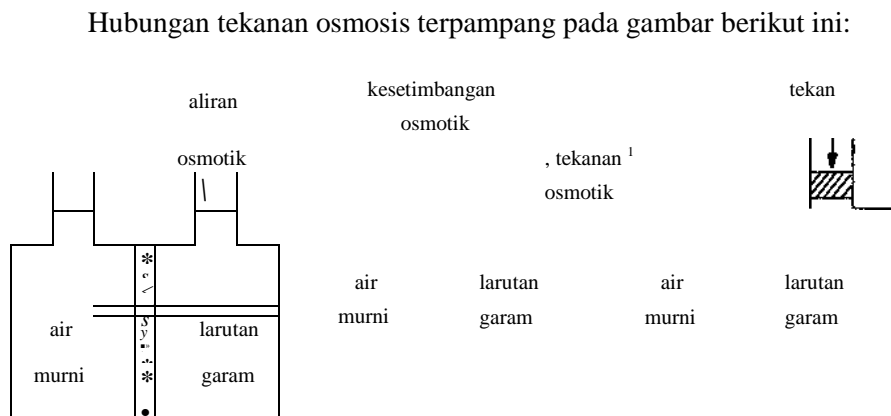 Hubungan tekanan osmosis terpampang pada gambar berikut ini:
aliran
osmotik
kesetimbangan
osmotik
, tekanan ¹
osmotik
tekan
air
murni
larutan
garam
air
murni
larutan
garam
air
murni
larutan
garam